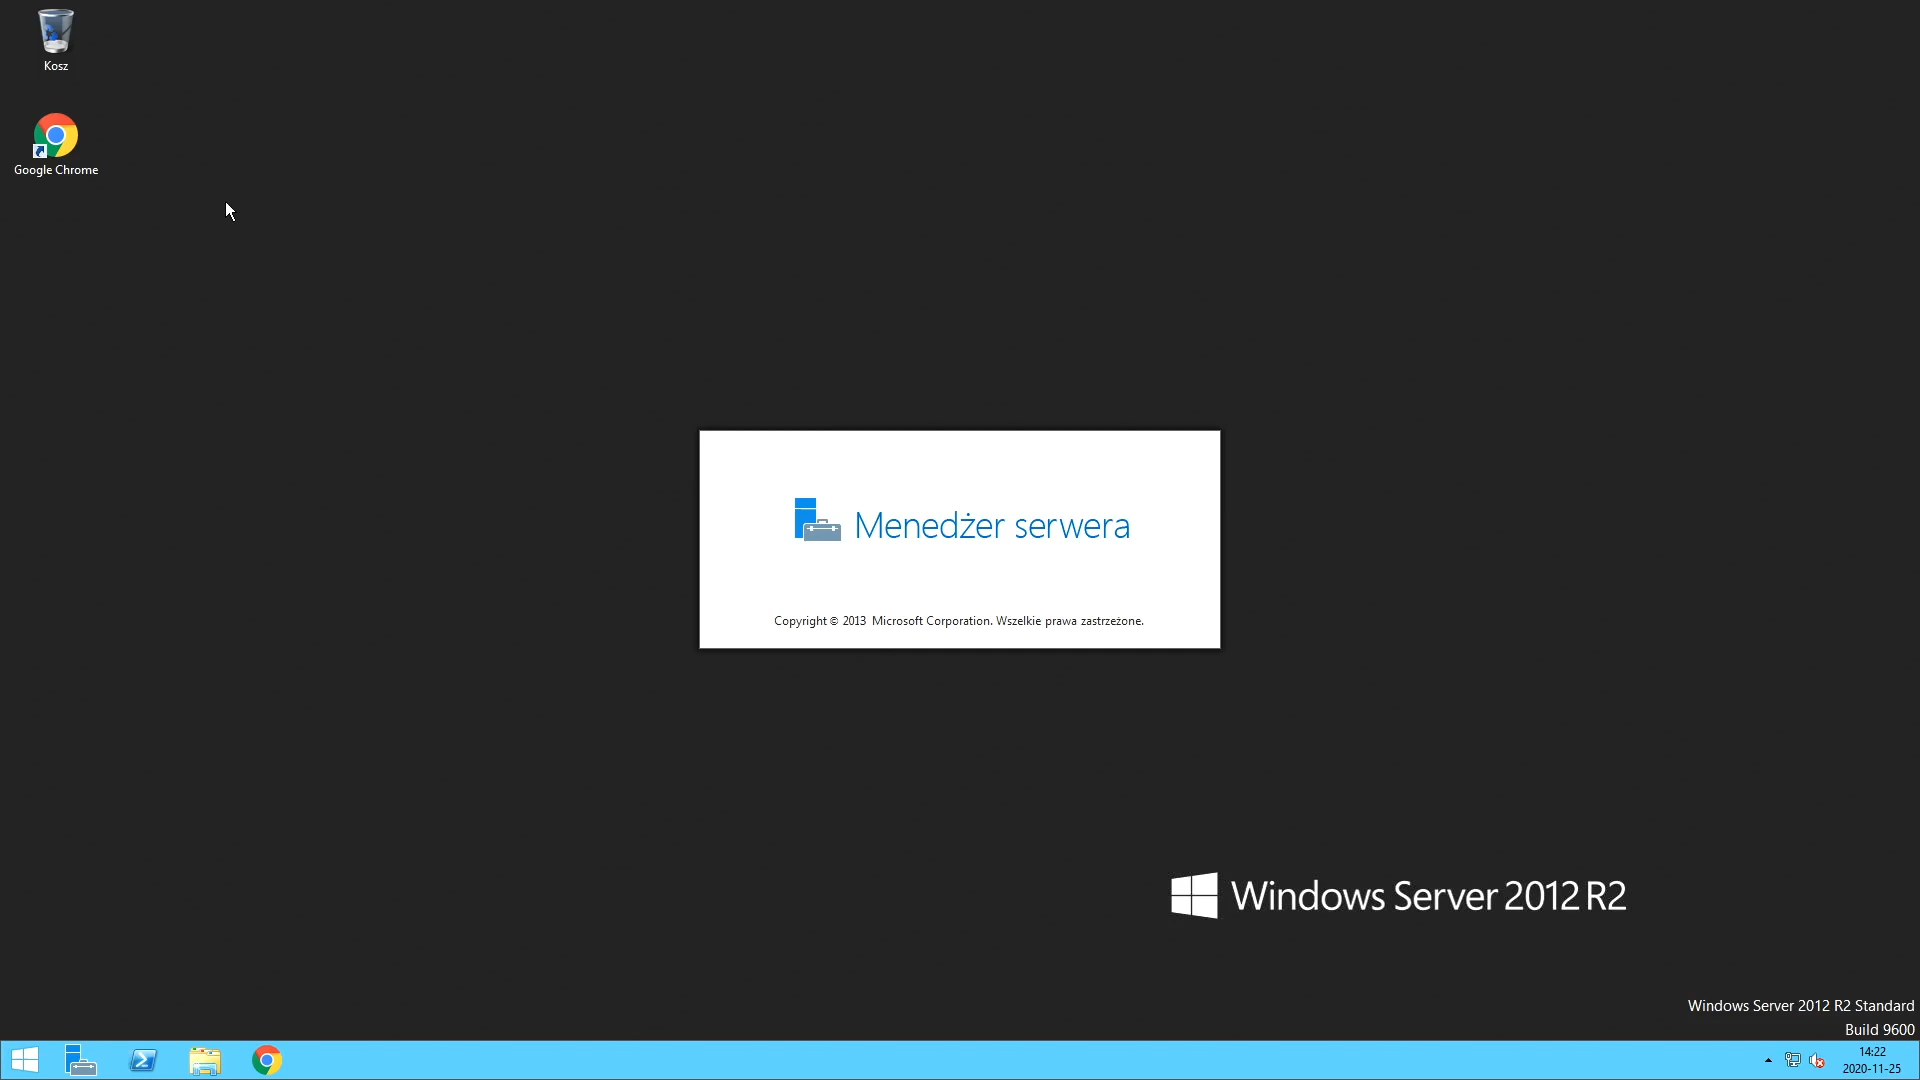 Kosz
Google Chrome
Menedżer serwera
Copyright © 2013 Microsoft Corporation. Wszelkie prawa zastrzeżone.
Windows Server 2012 R2
Windows Server 2012 R2 Standard
Build 9600
14:22
2020-11-25